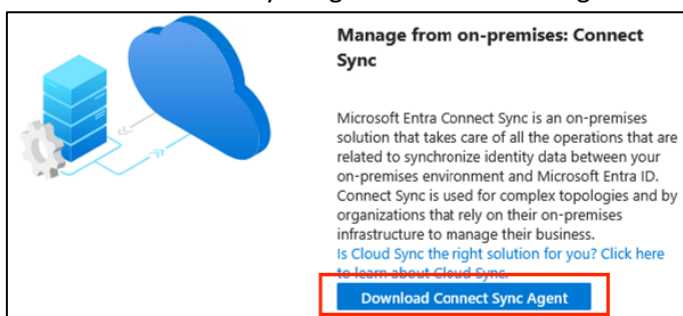 Manage from on-premises: Connect
Sync
Microsoft Entra Connect Sync is an on-premises
solution that takes care of all the operations that are
related to synchronize identity data between your
on-premises environment and Microsoft Entra ID.
Connect Sync is used for complex topologies and by
organizations that rely on their on-premises
infrastructure to manage their business.
Is Cloud Sync the right solution for you? Click here
to learn about Cloud Sync.
Download Connect Sync Agent